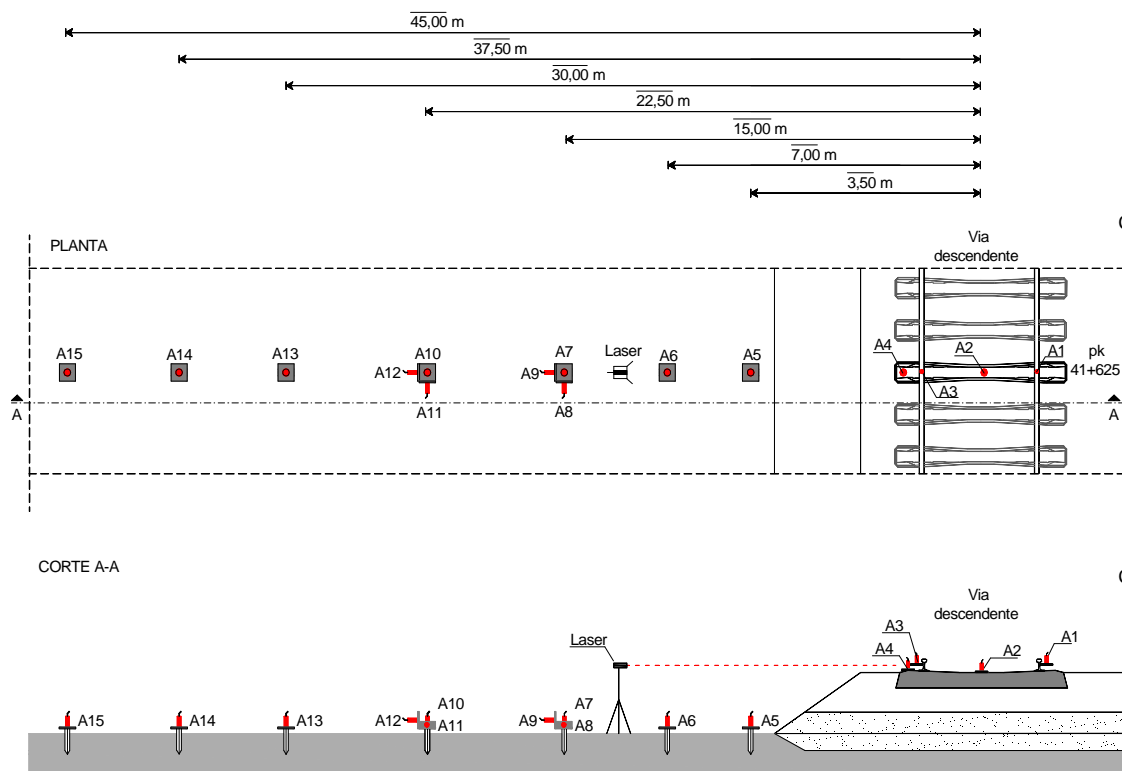 45,00 m
37,50 m
30,00 m
22,50 m
15,00 m
7,00 m
3,50 m
PLANTA
Via
descendente
A15
A14
A13
A10
A12
A11
A7
A9
A8
Laser
A6
A5
A4
A2
A1
A3
pk
41+625
A
A
CORTE A-A
Via
descendente
Laser
A3
A4
A2
A1
A15
A14
A13
A12
A10
A11
A9
A7
A8
A6
A5